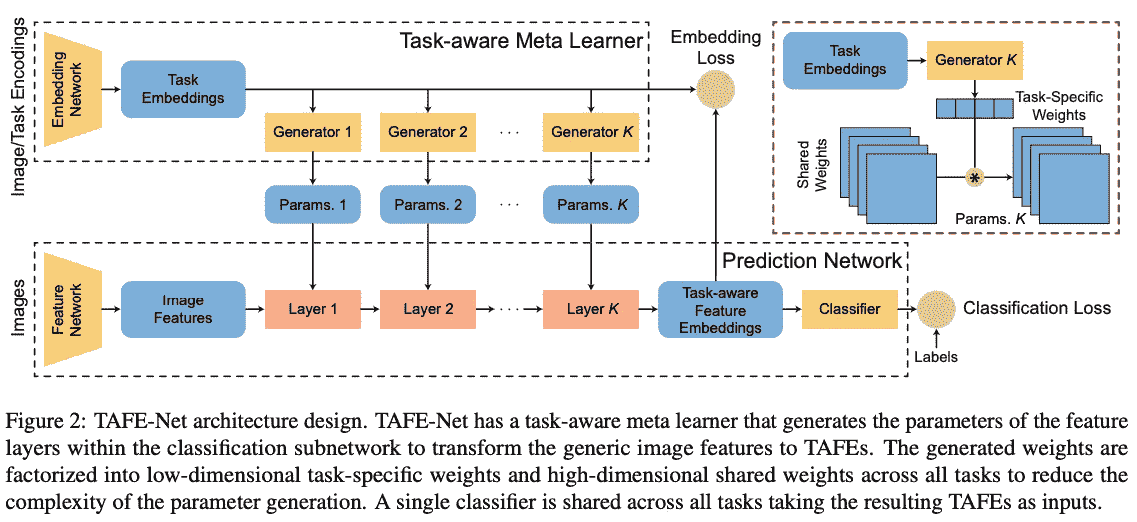 Image/Task Encodings
Embedding
Network
Task
Embeddings
Task-aware Meta Learner
Generator 1
Generator 2
· · ·
Generator K
Embedding
Loss
Params. 1
Params. 2
· · ·
Params. K
Task
Embeddings
Generator K
Task-Specific
Weights
Shared
Weights
*
Params. K
Images
Feature
Network
Image
Features
Layer 1
Layer 2
· · ·
Layer K
Prediction Network
Task-aware
Feature
Embeddings
Classifier
Classification Loss
Labels
Figure 2: TAFE-Net architecture design. TAFE-Net has a task-aware meta learner that generates the parameters of the feature
layers within the classification subnetwork to transform the generic image features to TAFEs. The generated weights are
factorized into low-dimensional task-specific weights and high-dimensional shared weights across all tasks to reduce the
complexity of the parameter generation. A single classifier is shared across all tasks taking the resulting TAFEs as inputs.